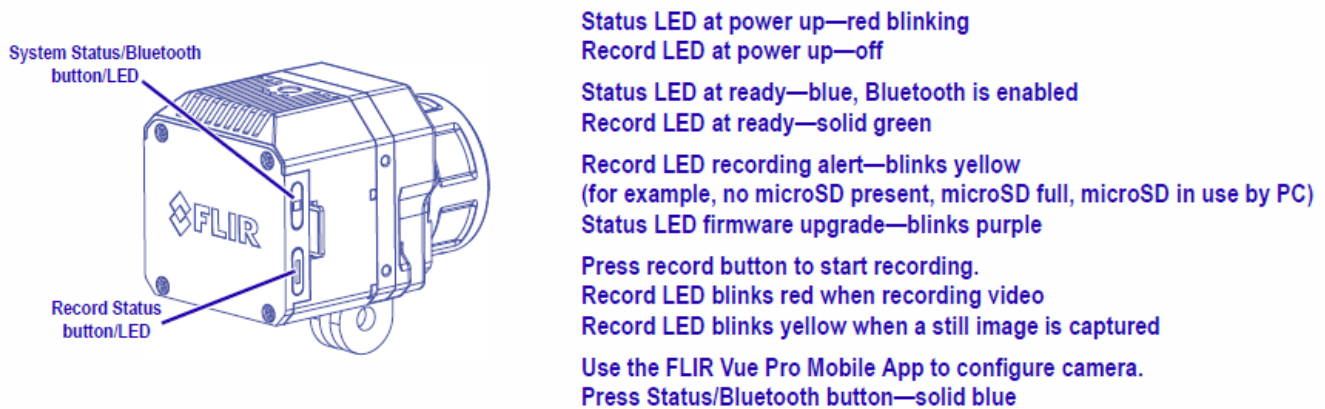 System Status/Bluetooth
button/LED
FLIR
Record Status
button/LED
Status LED at power up—red blinking
Record LED at power up—off
Status LED at ready—blue, Bluetooth is enabled
Record LED at ready—solid green
Record LED recording alert—blinks yellow
(for example, no microSD present, microSD full, microSD in use by PC)
Status LED firmware upgrade—blinks purple
Press record button to start recording.
Record LED blinks red when recording video
Record LED blinks yellow when a still image is captured
Use the FLIR Vue Pro Mobile App to configure camera.
Press Status/Bluetooth button—solid blue